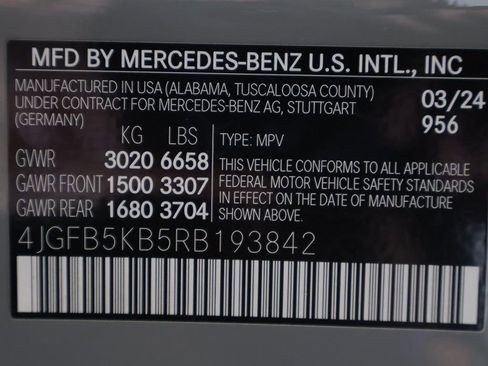 MFD BY MERCEDES-BENZ U.S. INTL., INC
MANUFACTURED IN USA (ALABAMA, TUSCALOOSA COUNTY)
UNDER CONTRACT FOR MERCEDES-BENZ AG, STUTTGART
(GERMANY)
03/24
956
KG LBS
GVWR 3020 6658
GAWR FRONT 1500 3307
GAWR REAR 1680 3704
TYPE: MPV
THIS VEHICLE CONFORMS TO ALL APPLICABLE
FEDERAL MOTOR VEHICLE SAFETY STANDARDS
IN EFFECT ON THE DATE OF MANUFACTURE
SHOWN ABOVE.
4JGFB5KB5RB193842